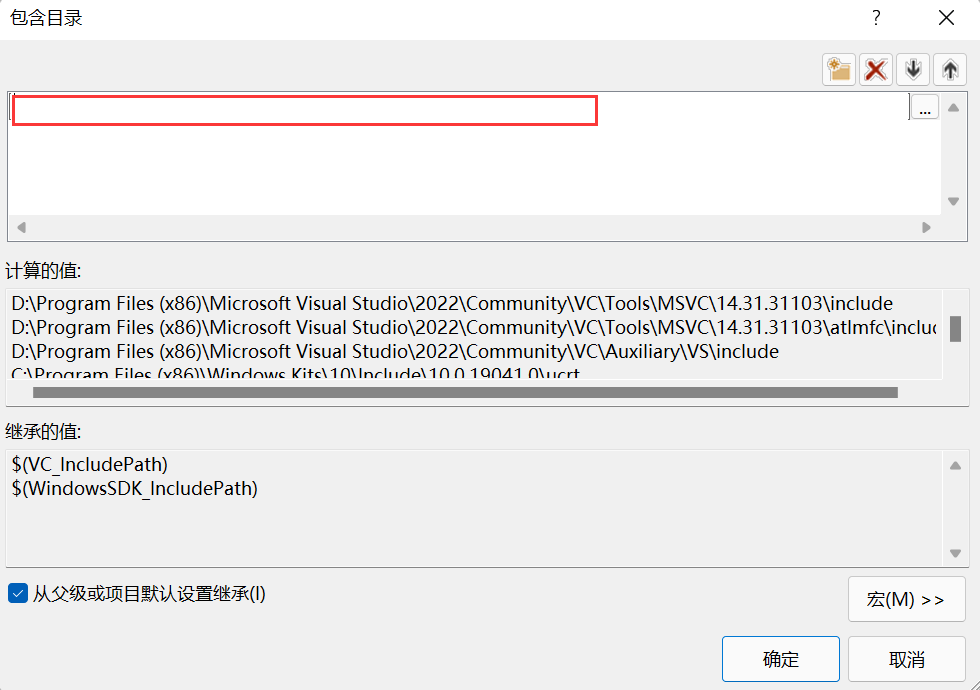 包含目录
?
...
计算的值:
D:\Program Files (x86)\Microsoft Visual Studio\2022\Community\VC\Tools\MSVC\14.31.31103\include
D:\Program Files (x86)\Microsoft Visual Studio\2022\Community\VC\Tools\MSVC\14.31.31103\atlmfc\includ
D:\Program Files (x86)\Microsoft Visual Studio\2022\Community\VC\Auxiliary\VS\include
C:\Program Files (x86)\Windows Kits\10\Include\10.0.19041.0\ucrt
继承的值:
$(VC_IncludePath)
$(WindowsSDK_IncludePath)
从父级或项目默认设置继承(I)
宏(M) >>
确定
取消